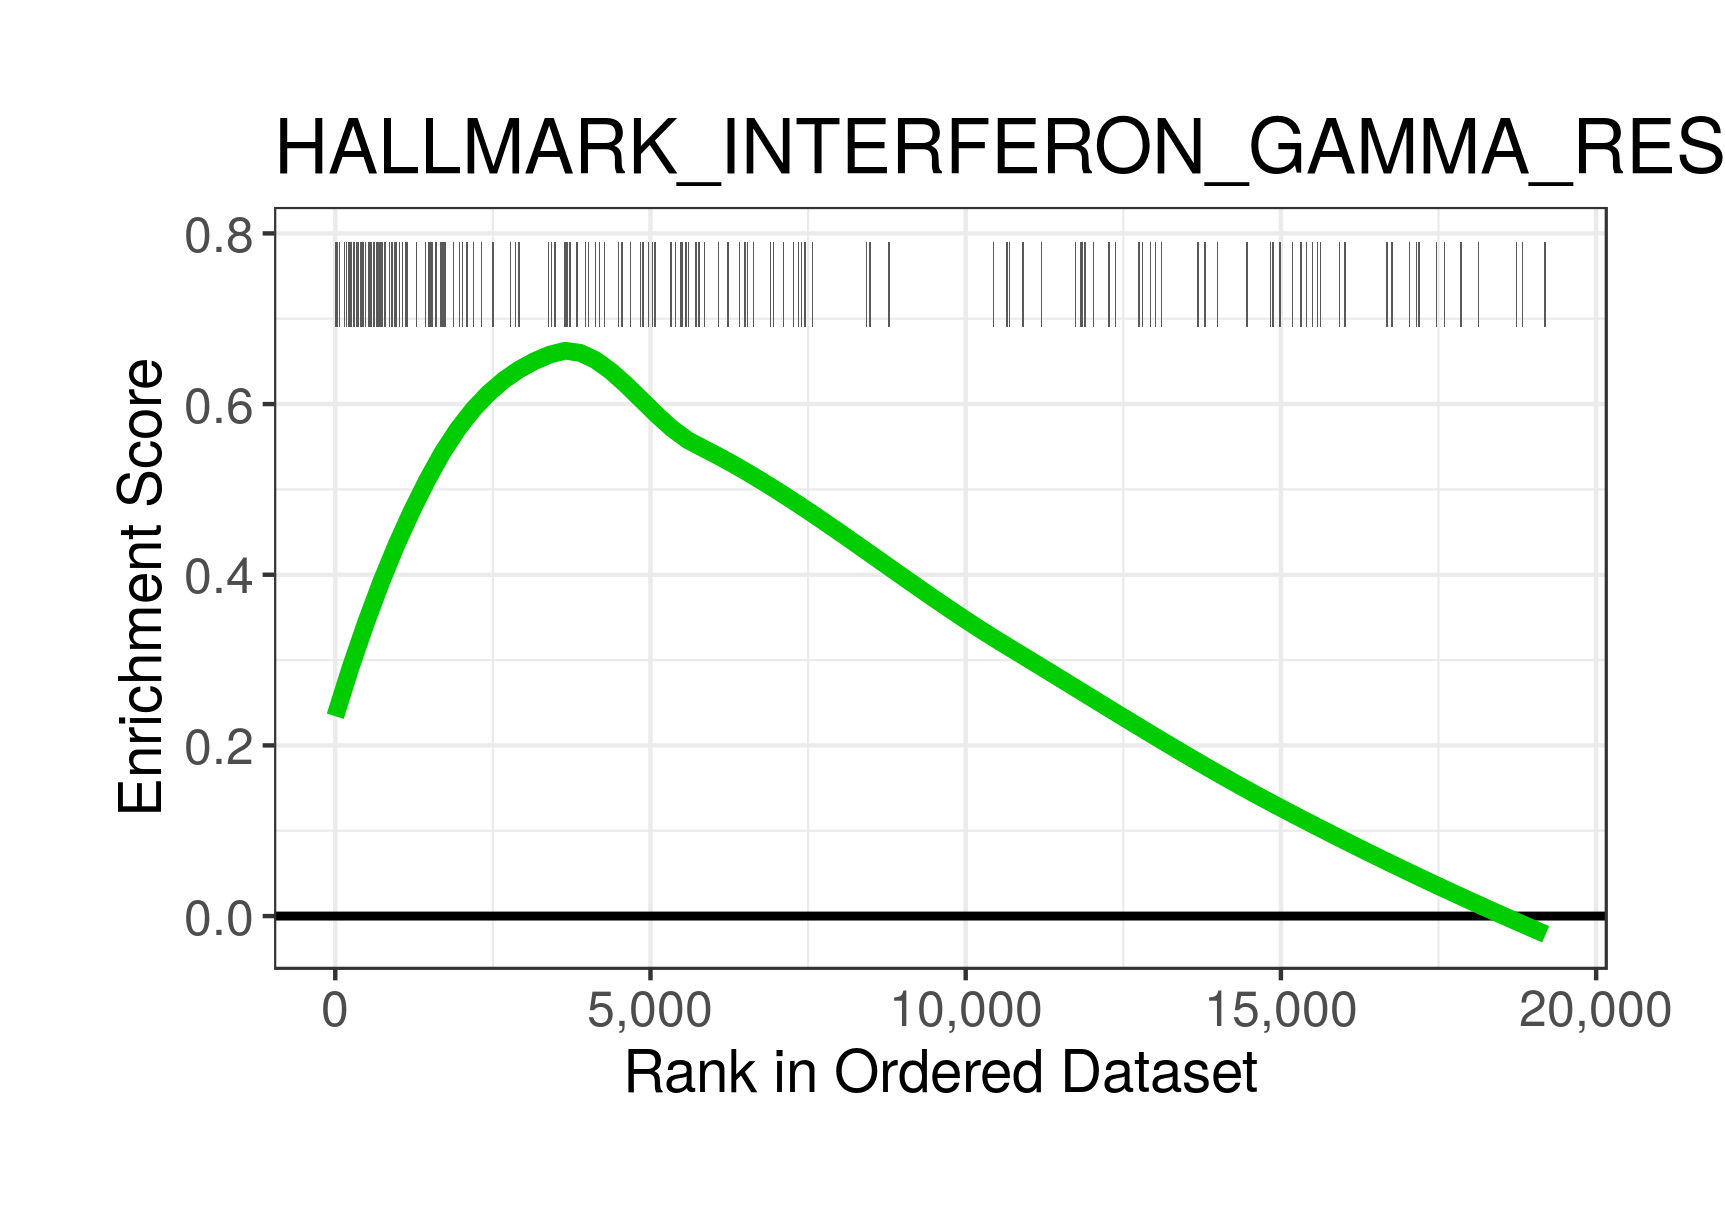 HALLMARK_INTERFERON_GAMMA_RES
0.8
0.6
0.4
0.2
0.0
Enrichment Score
0 5,000 10,000 15,000 20,000
Rank in Ordered Dataset